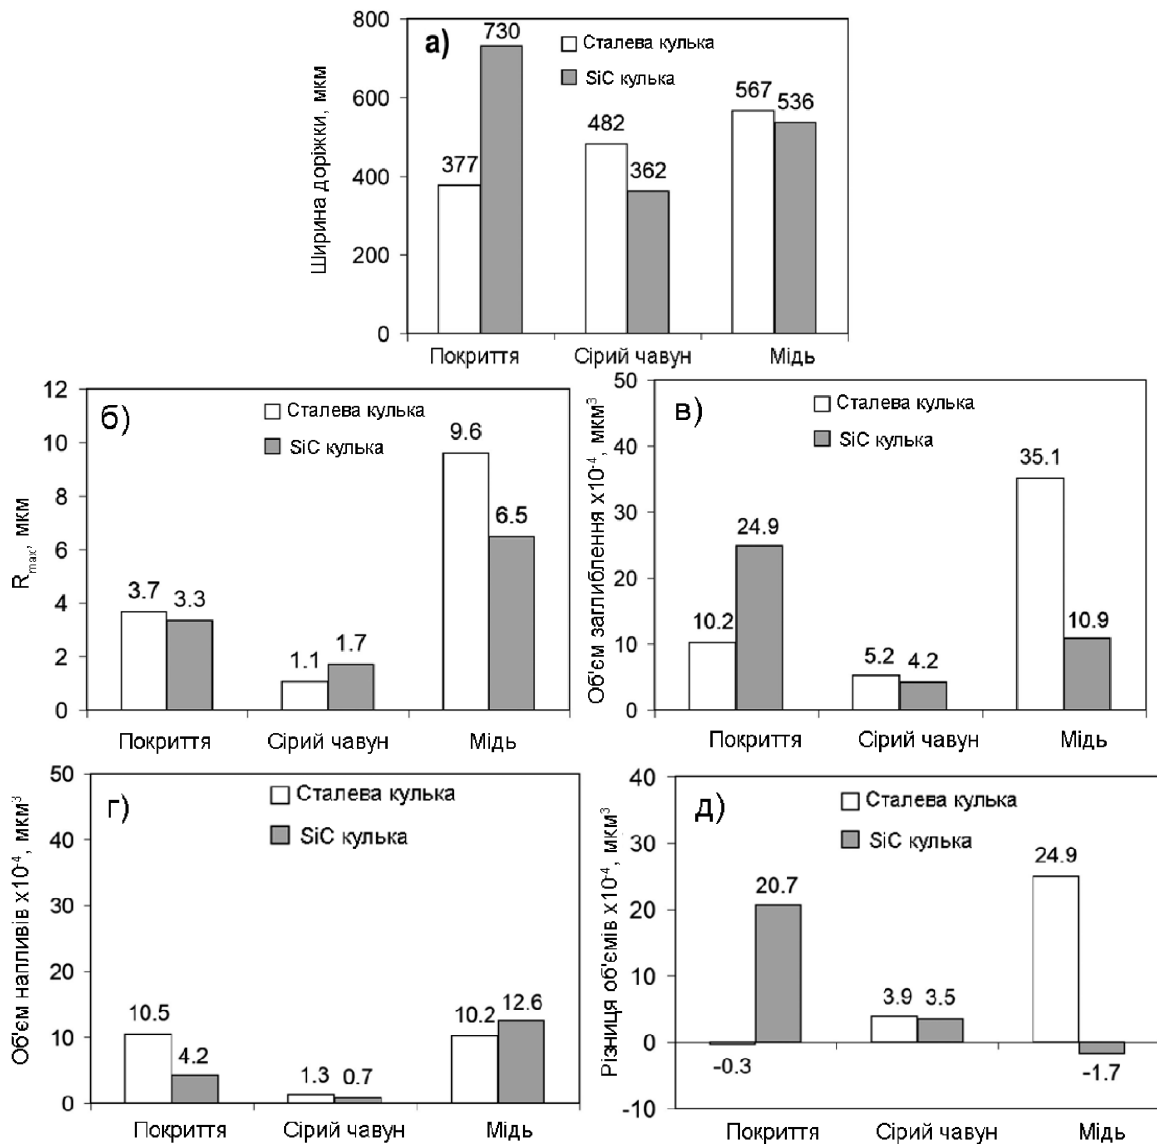 а)
Сталева кулька
SiC кулька
Ширина доріжки, мкм
800
600
400
200
0
377
730
482
362
567
536
Покриття Сірий чавун Мідь
б)
Сталева кулька
SiC кулька
Rmax, мкм
12
10
8
6
4
2
0
3.7
3.3
1.1
1.7
9.6
6.5
Покриття Сірий чавун Мідь
в)
Сталева кулька
SiC кулька
Об'єм заглиблення x10⁻⁴, мкм³
50
40
30
20
10
0
10.2
24.9
5.2
4.2
35.1
10.9
Покриття Сірий чавун Мідь
г)
Сталева кулька
SiC кулька
Об'єм напливів x10⁻⁴, мкм³
50
40
30
20
10
0
10.5
4.2
1.3
0.7
10.2
12.6
Покриття Сірий чавун Мідь
д)
Сталева кулька
SiC кулька
Різниця об'ємів x10⁻⁴, мкм³
40
30
20
10
0
-10
-0.3
20.7
3.9
3.5
24.9
-1.7
Покриття Сірий чавун Мідь